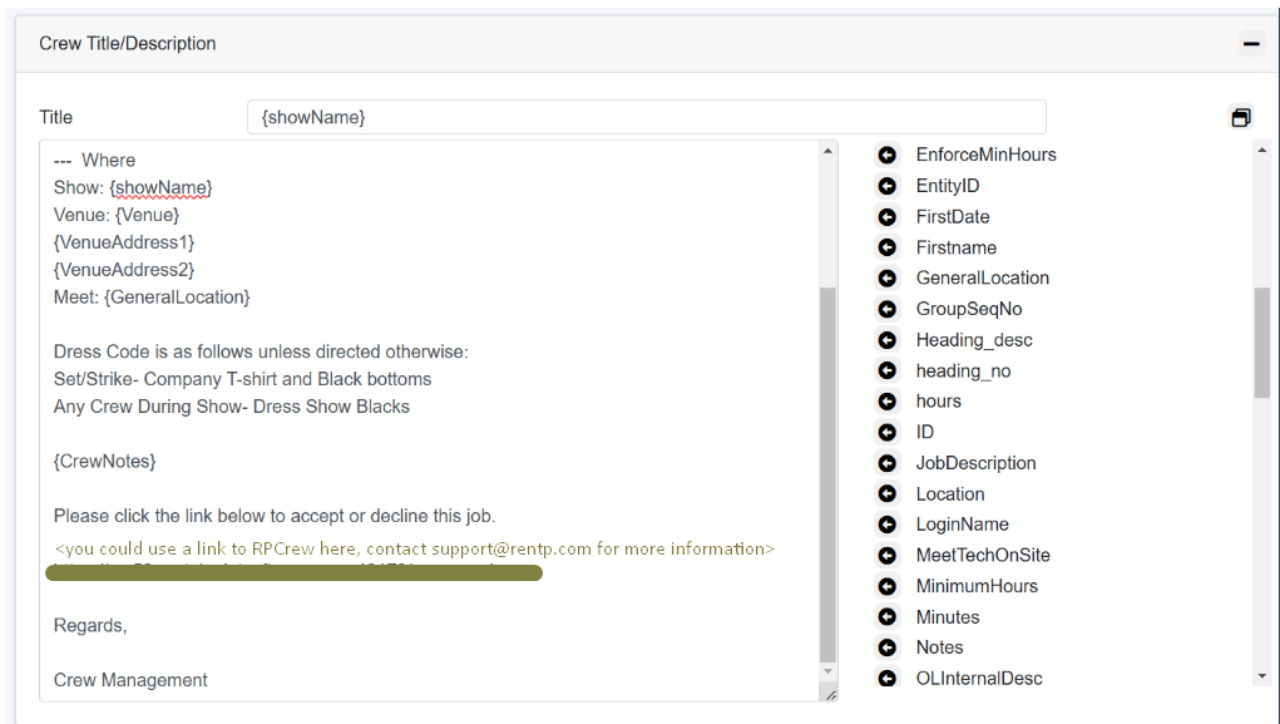 Crew Title/Description
Title
{showName}
--- Where
Show: {showName}
Venue: {Venue}
{VenueAddress1}
{VenueAddress2}
Meet: {GeneralLocation}
Dress Code is as follows unless directed otherwise:
Set/Strike- Company T-shirt and Black bottoms
Any Crew During Show- Dress Show Blacks
{CrewNotes}
Please click the link below to accept or decline this job.
<you could use a link to RPCrew here, contact support@rentp.com for more information>
Regards,
Crew Management
EnforceMinHours
EntityID
FirstDate
Firstname
GeneralLocation
GroupSeqNo
Heading_desc
heading_no
hours
ID
JobDescription
Location
LoginName
MeetTechOnSite
MinimumHours
Minutes
Notes
OLInternalDesc